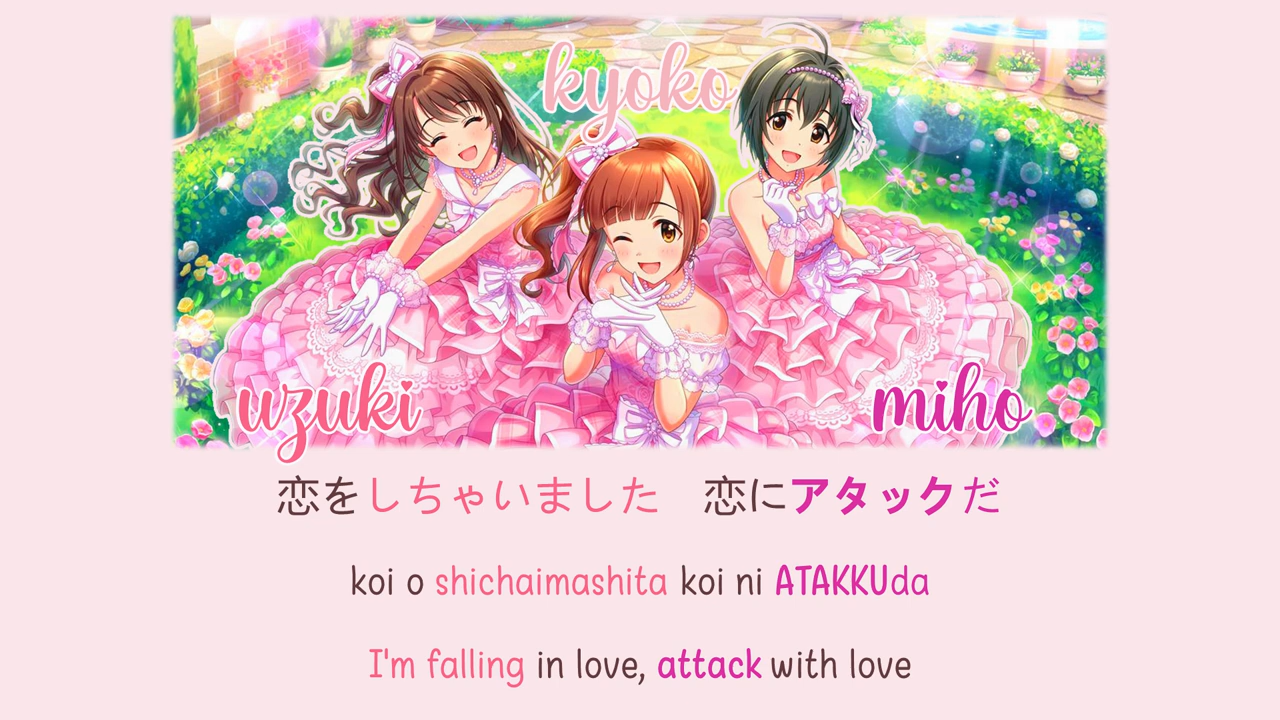 kyoko
uzuki
miho
恋をしちゃいました 恋にアタックだ
koi o shichaimashita koi ni ATAKKUda
I'm falling in love, attack with love